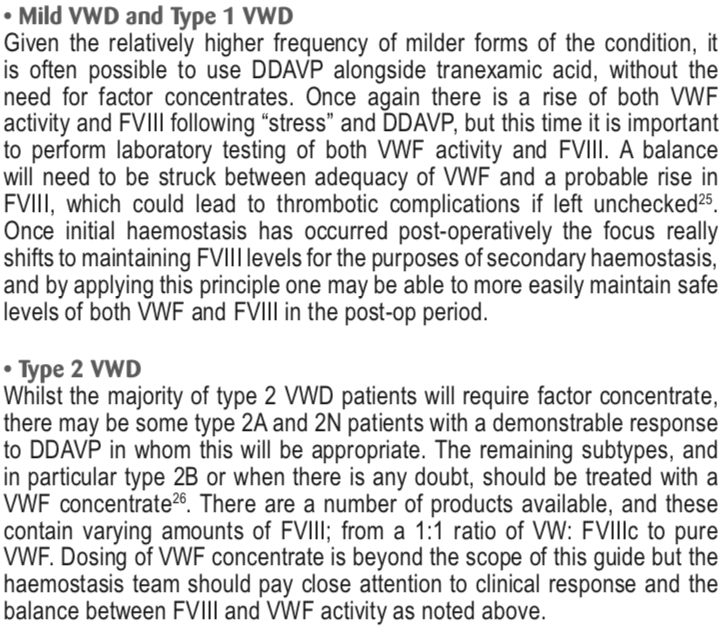 • Mild VWD and Type 1 VWD
Given the relatively higher frequency of milder forms of the condition, it
is often possible to use DDAVP alongside tranexamic acid, without the
need for factor concentrates. Once again there is a rise of both VWF
activity and FVIII following “stress” and DDAVP, but this time it is important
to perform laboratory testing of both VWF activity and FVIII. A balance
will need to be struck between adequacy of VWF and a probable rise in
FVIII, which could lead to thrombotic complications if left unchecked²⁵.
Once initial haemostasis has occurred post-operatively the focus really
shifts to maintaining FVIII levels for the purposes of secondary haemostasis,
and by applying this principle one may be able to more easily maintain safe
levels of both VWF and FVIII in the post-op period.
• Type 2 VWD
Whilst the majority of type 2 VWD patients will require factor concentrate,
there may be some type 2A and 2N patients with a demonstrable response
to DDAVP in whom this will be appropriate. The remaining subtypes, and
in particular type 2B or when there is any doubt, should be treated with a
VWF concentrate²⁶. There are a number of products available, and these
contain varying amounts of FVIII; from a 1:1 ratio of VW: FVIIIc to pure
VWF. Dosing of VWF concentrate is beyond the scope of this guide but the
haemostasis team should pay close attention to clinical response and the
balance between FVIII and VWF activity as noted above.